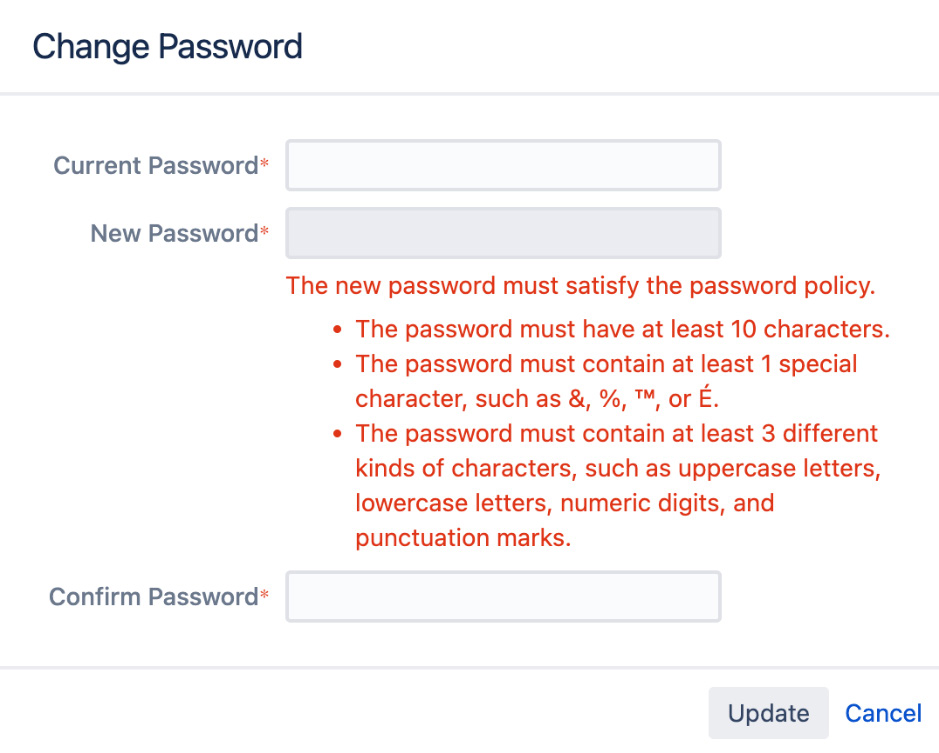 Change Password
Current Password*
New Password*
The new password must satisfy the password policy.
• The password must have at least 10 characters.
• The password must contain at least 1 special
character, such as &, %, ™, or É.
• The password must contain at least 3 different
kinds of characters, such as uppercase letters,
lowercase letters, numeric digits, and
punctuation marks.
Confirm Password*
Update Cancel